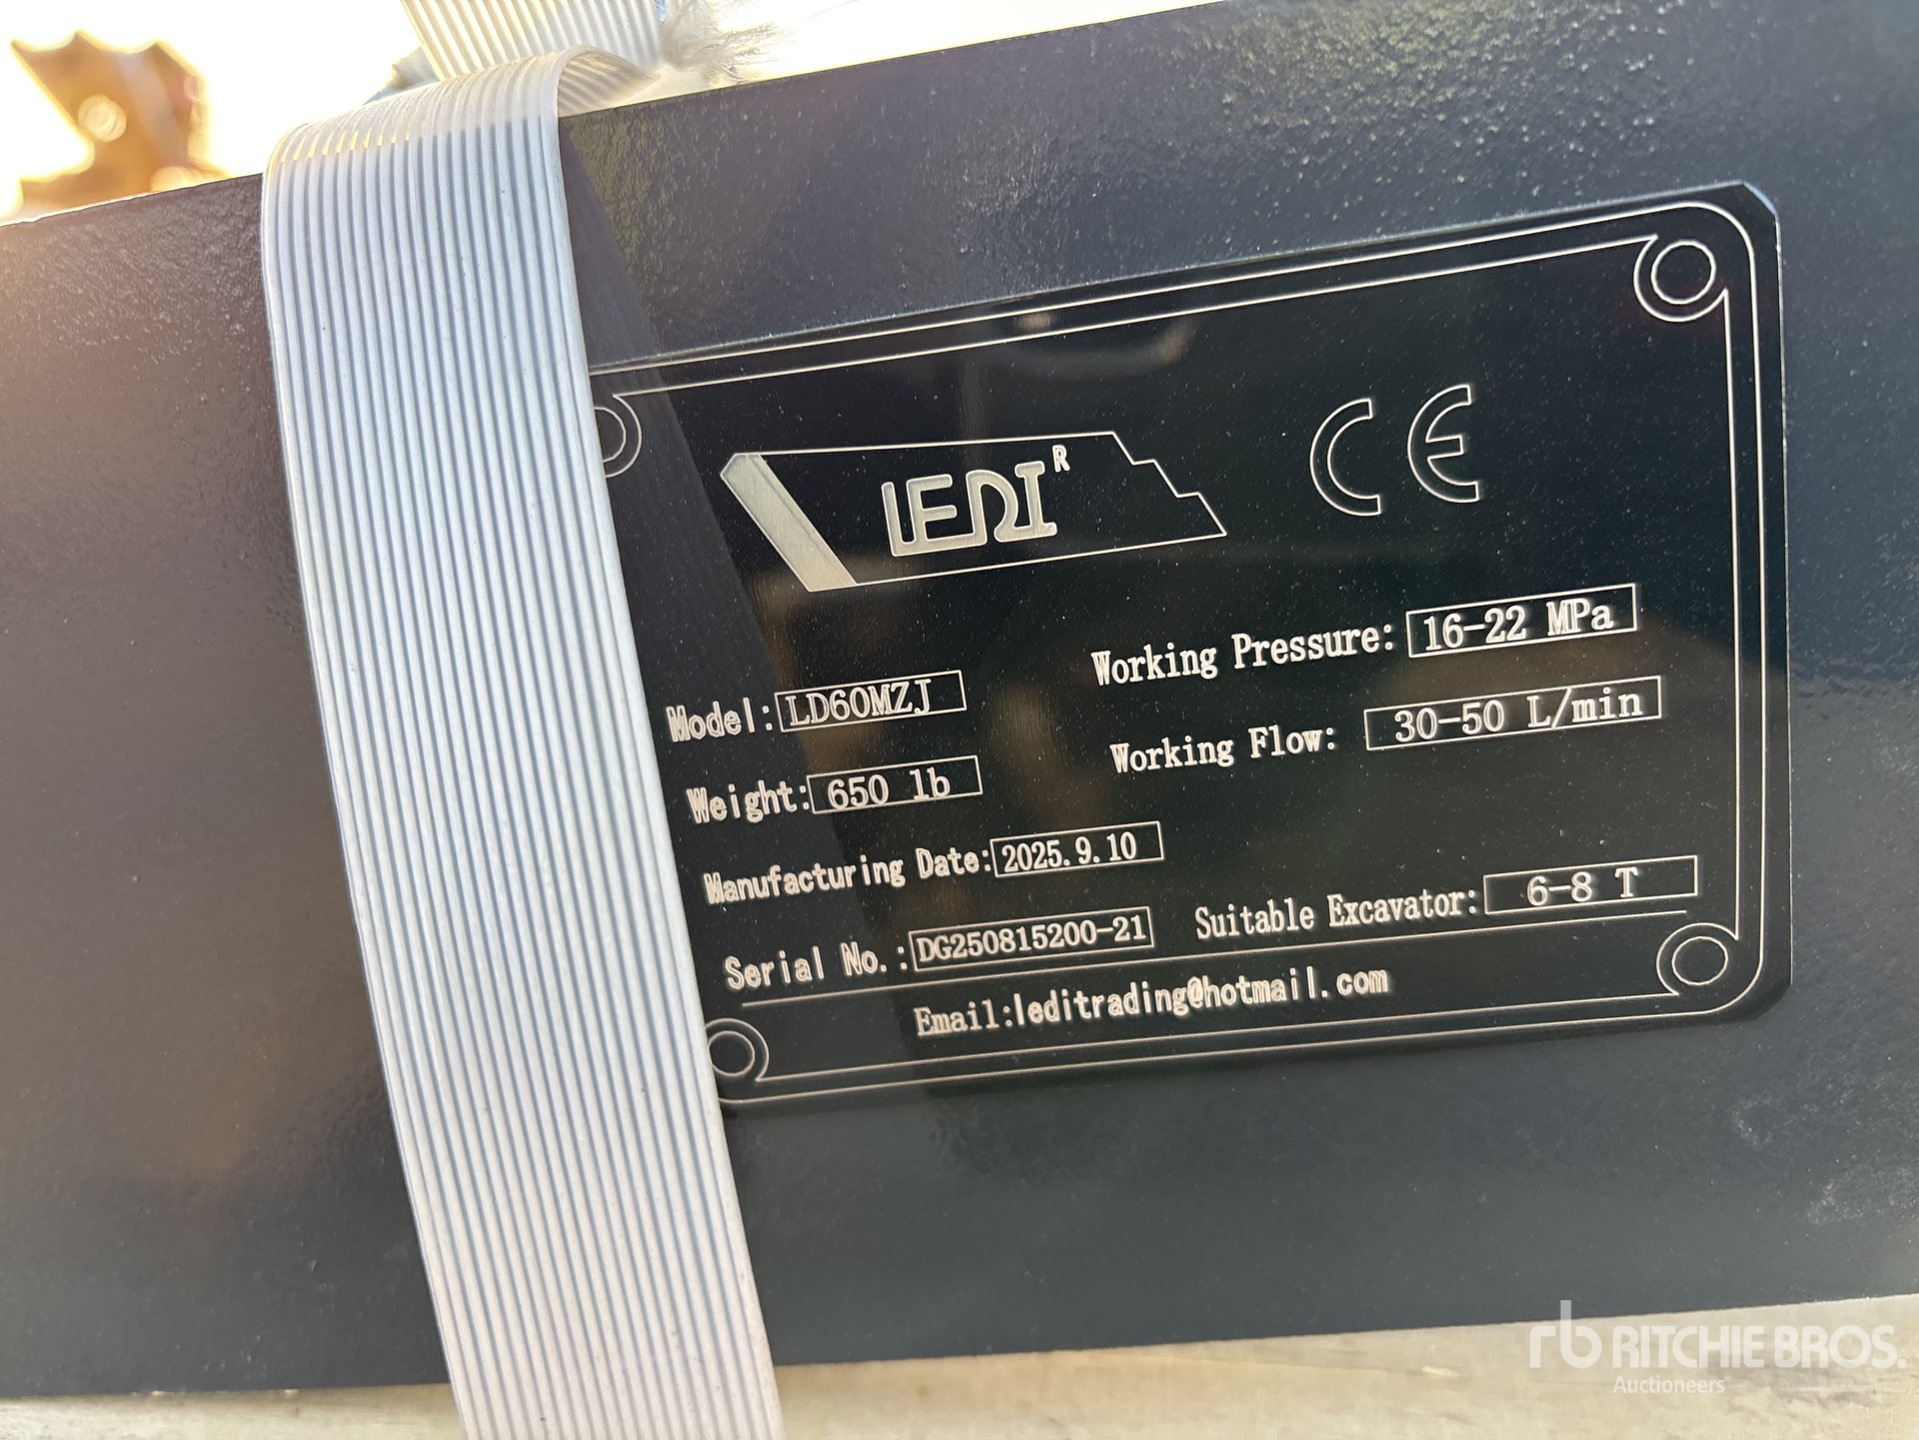 LEDI R
CE
Model: LD60MZJ
Working Pressure: 16-22 MPa
Weight: 650 lb
Working Flow: 30-50 L/min
Manufacturing Date: 2025.9.10
Serial No.: DG250815200-21
Suitable Excavator: 6-8 T
Email:leditrading@hotmail.com
rb RITCHIE BROS.
Auctioneers